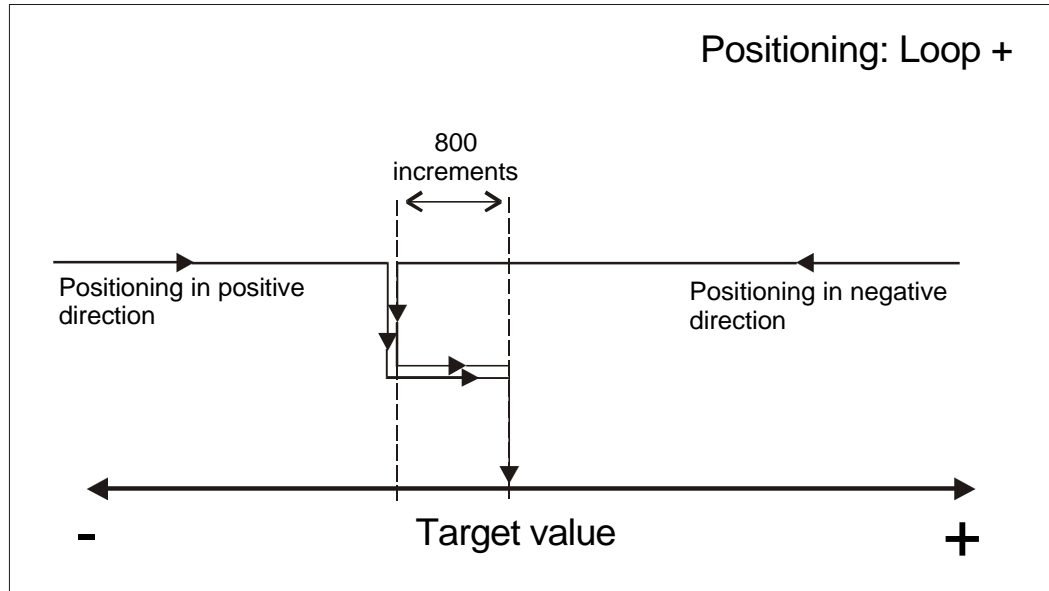 Positioning: Loop +
800
increments
Positioning in positive
direction
Positioning in negative
direction
- Target value +